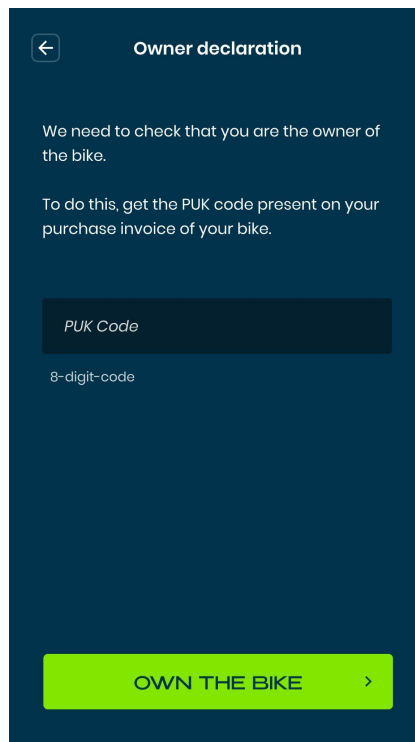 Owner declaration
We need to check that you are the owner of
the bike.
To do this, get the PUK code present on your
purchase invoice of your bike.
PUK Code
8-digit-code
OWN THE BIKE